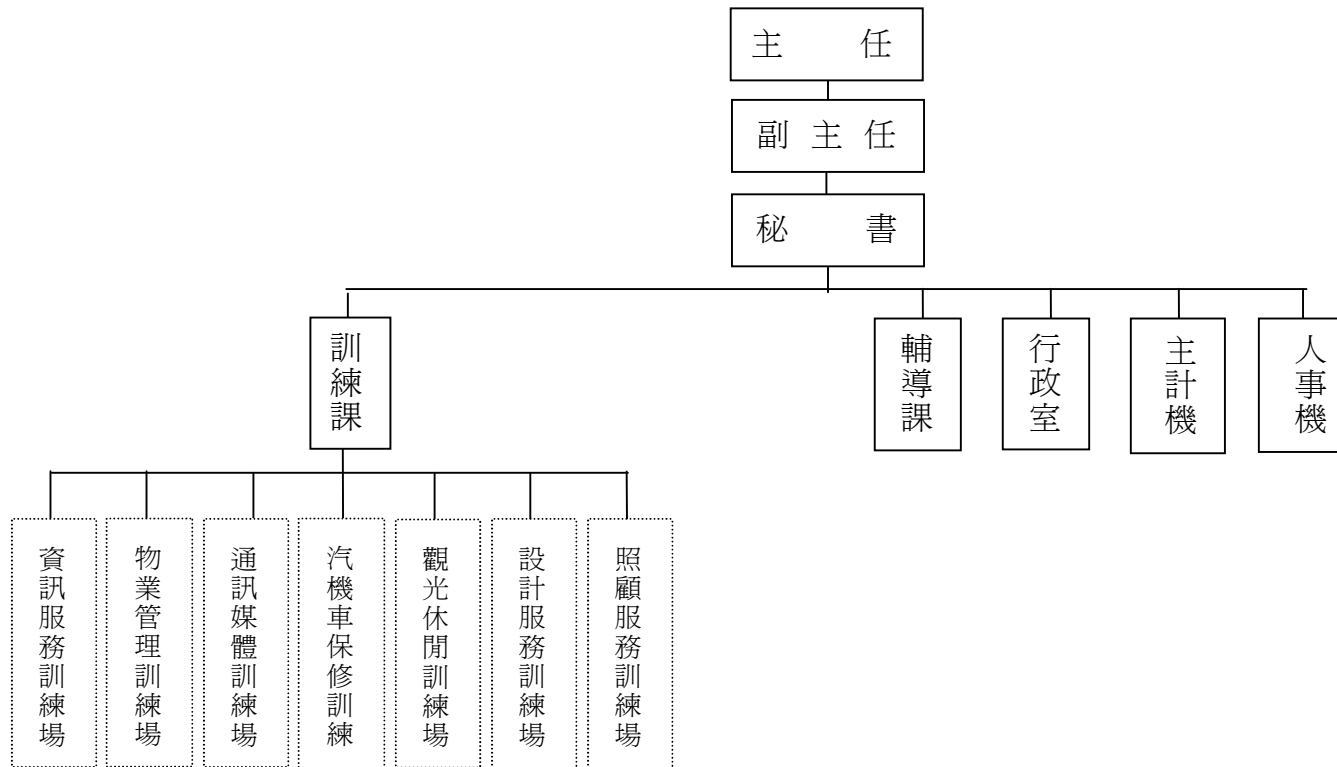 主 任
副 主 任
秘 書
訓練課
輔導課
行政室
主計機
人事機
資訊服務訓練場
物業管理訓練場
通訊媒體訓練場
汽機車保修訓練
觀光休閒訓練場
設計服務訓練場
照顧服務訓練場